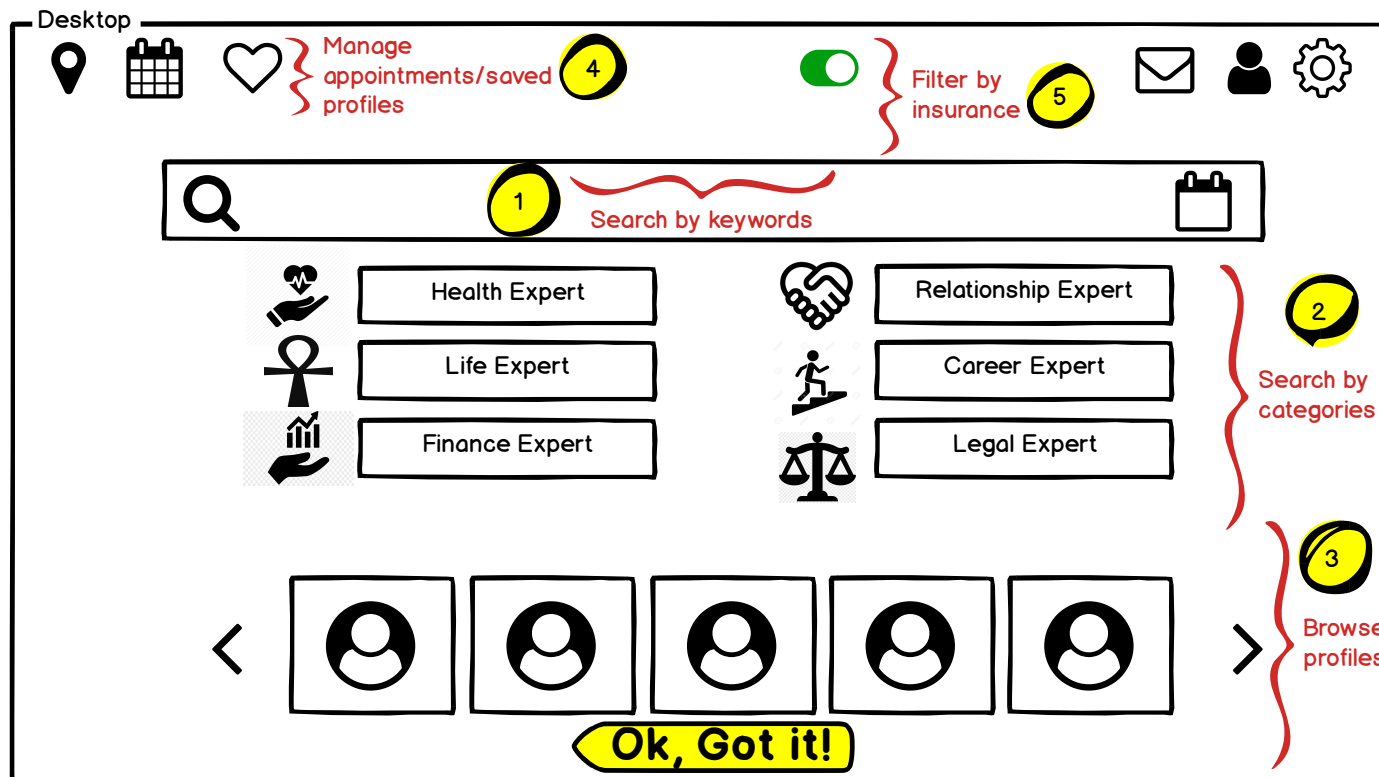 Desktop
Manage
appointments/saved
profiles
4
Filter by
insurance
5
1
Search by keywords
Health Expert
Relationship Expert
2
Life Expert
Career Expert
Search by
categories
Finance Expert
Legal Expert
3
Browse
profiles
Ok, Got it!